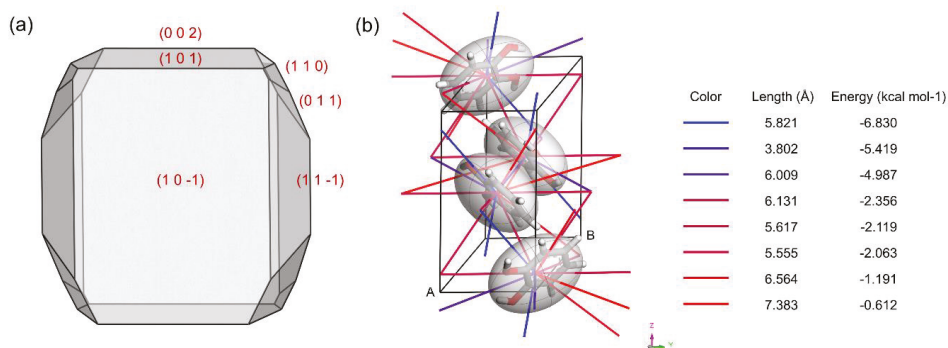 (a)
(0 0 2)
(1 0 1)
(1 1 0)
(0 1 1)
(1 0 -1)
(1 1 -1)
(b)
B
A
Z
Y
Color Length (Å) Energy (kcal mol-1)
5.821 -6.830
3.802 -5.419
6.009 -4.987
6.131 -2.356
5.617 -2.119
5.555 -2.063
6.564 -1.191
7.383 -0.612